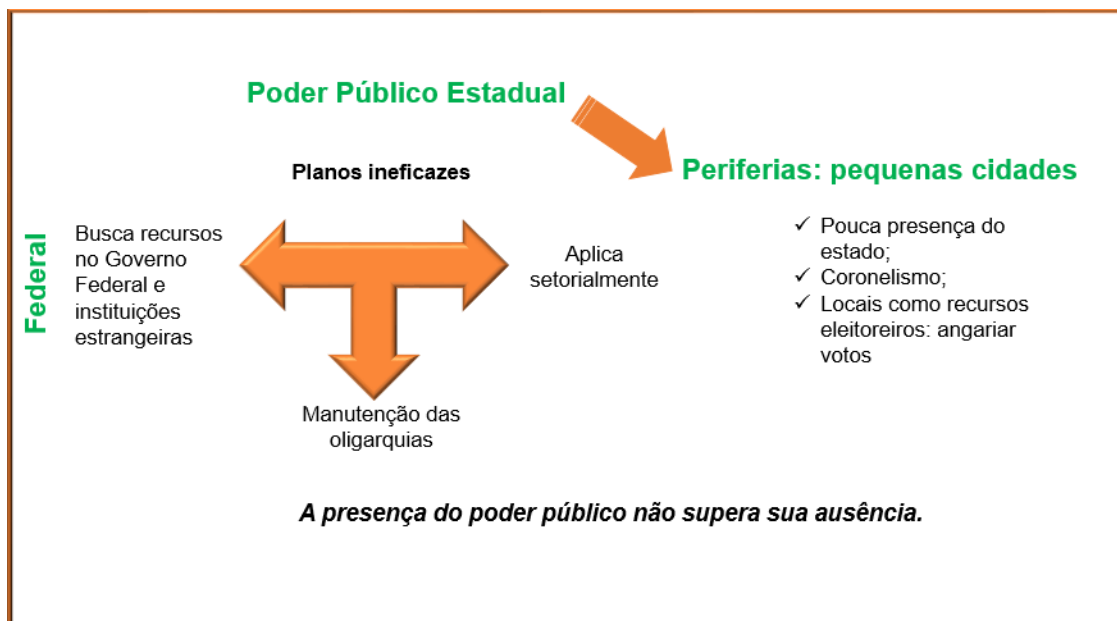 Poder Público Estadual
Planos ineficazes
Federal
Busca recursos
no Governo
Federal e
instituições
estrangeiras
Aplica
setorialmente
Manutenção das
oligarquias
Periferias: pequenas cidades
✓ Pouca presença do
estado;
✓ Coronelismo;
✓ Locais como recursos
eleitoreiros: angariar
votos
A presença do poder público não supera sua ausência.